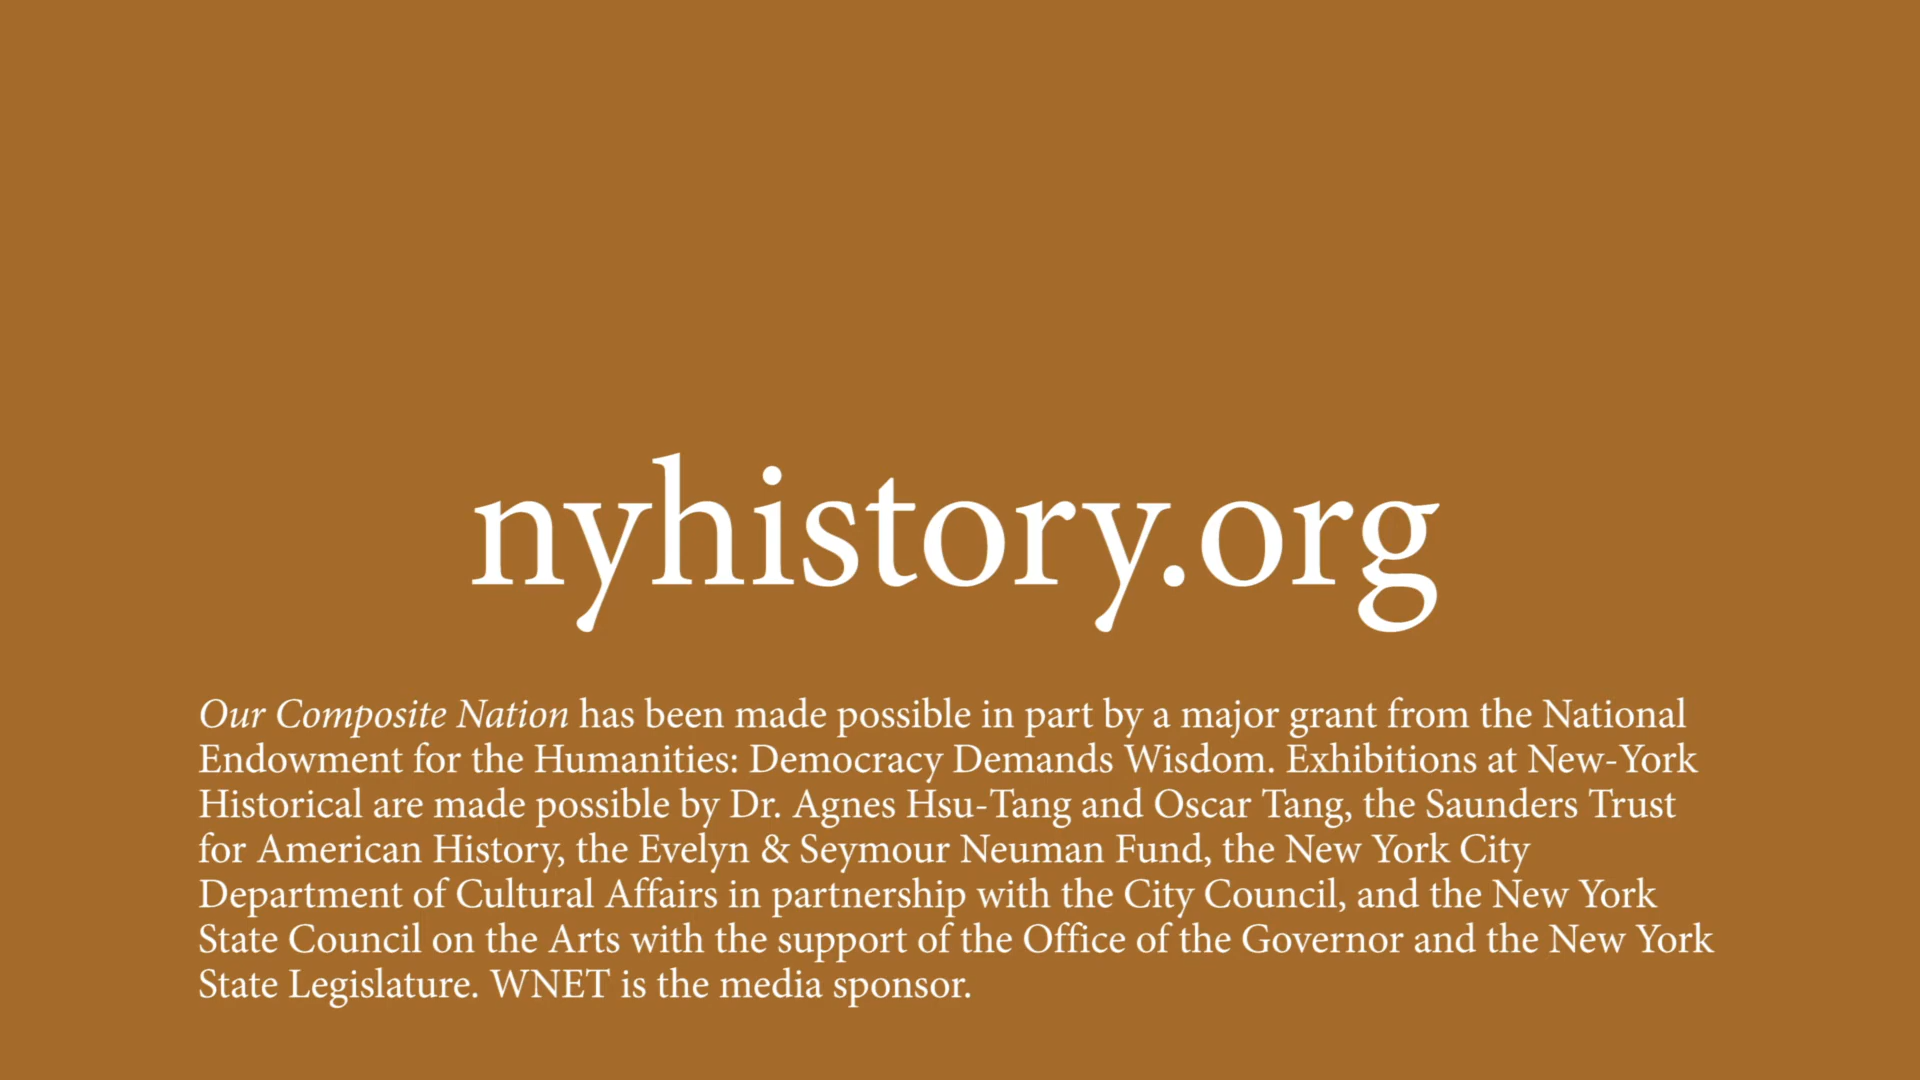 nyhistory.org
Our Composite Nation has been made possible in part by a major grant from the National
Endowment for the Humanities: Democracy Demands Wisdom. Exhibitions at New-York
Historical are made possible by Dr. Agnes Hsu-Tang and Oscar Tang, the Saunders Trust
for American History, the Evelyn & Seymour Neuman Fund, the New York City
Department of Cultural Affairs in partnership with the City Council, and the New York
State Council on the Arts with the support of the Office of the Governor and the New York
State Legislature. WNET is the media sponsor.